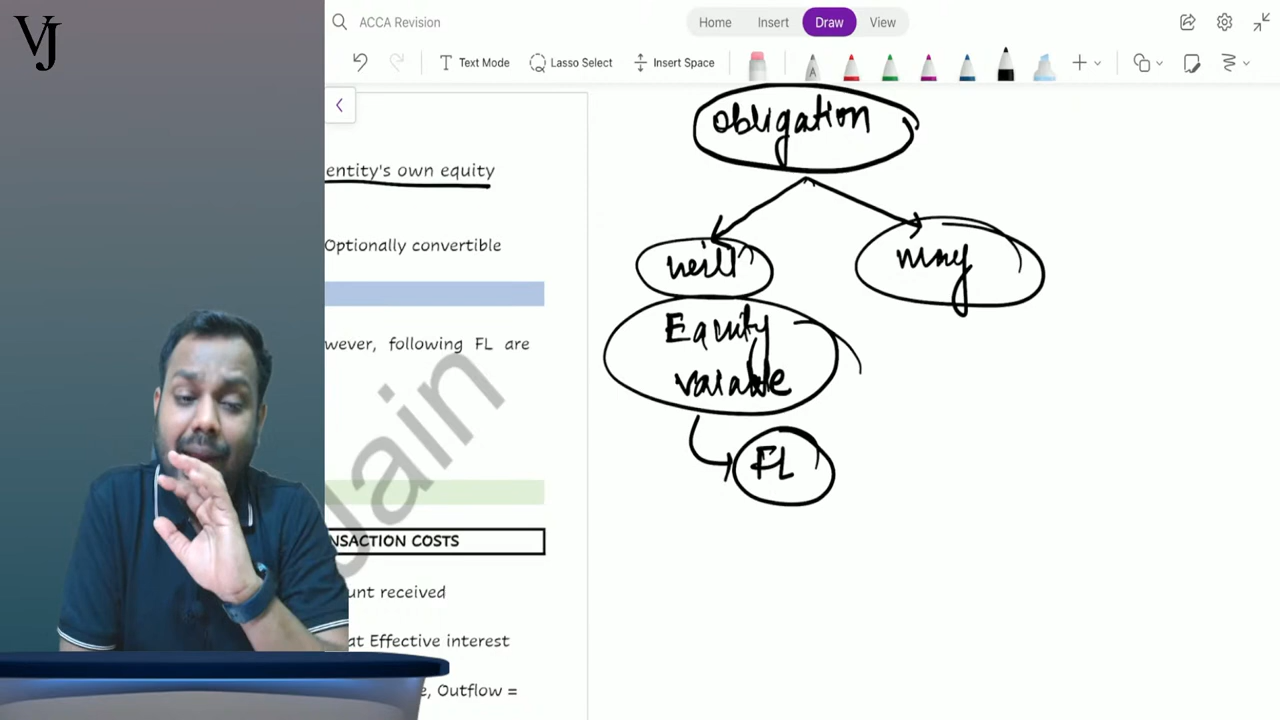 VJ
ACCA Revision
Home Insert Draw View
Text Mode Lasso Select Insert Space
A
entity's own equity
Optionally convertible
wever, following FL are
Jain
NSACTION COSTS
unt received
at Effective interest
e, Outflow =
obligation
will
may
Equity
variable
FL